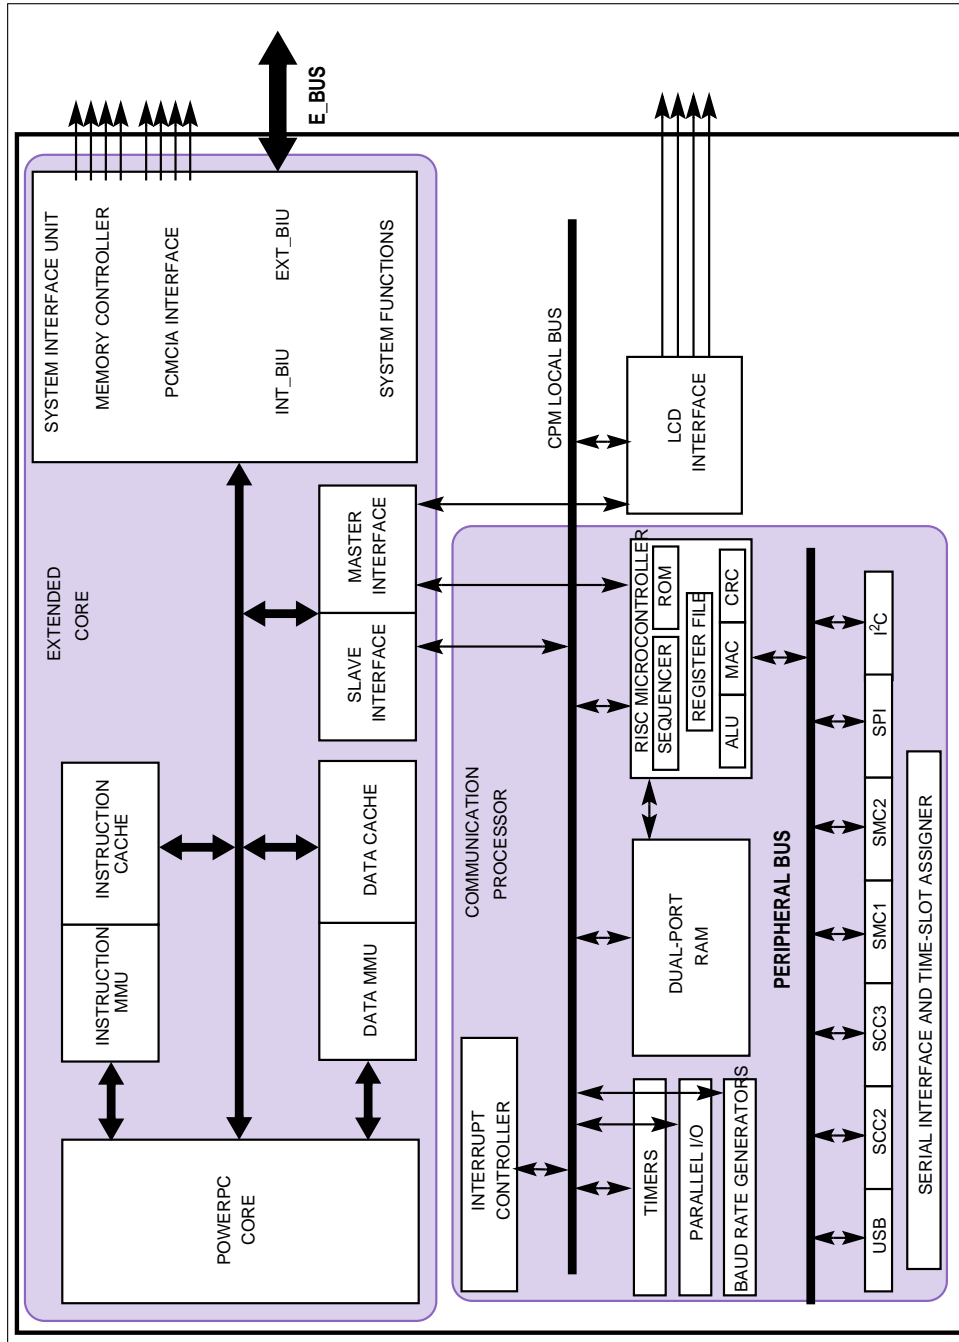 EXTENDED
CORE
POWERPC
CORE
INSTRUCTION
MMU
INSTRUCTION
CACHE
DATA MMU
DATA CACHE
SLAVE
INTERFACE
MASTER
INTERFACE
SYSTEM INTERFACE UNIT
MEMORY CONTROLLER
PCMCIA INTERFACE
INT_BIU
EXT_BIU
SYSTEM FUNCTIONS
E_BUS
COMMUNICATION
PROCESSOR
INTERRUPT
CONTROLLER
CPM LOCAL BUS
TIMERS
PARALLEL I/O
BAUD RATE GENERATORS
DUAL-PORT
RAM
RISC MICROCONTROLLER
SEQUENCER
ROM
REGISTER FILE
ALU
MAC
CRC
LCD
INTERFACE
PERIPHERAL BUS
USB
SCC2
SCC3
SMC1
SMC2
SPI
I²C
SERIAL INTERFACE AND TIME-SLOT ASSIGNER